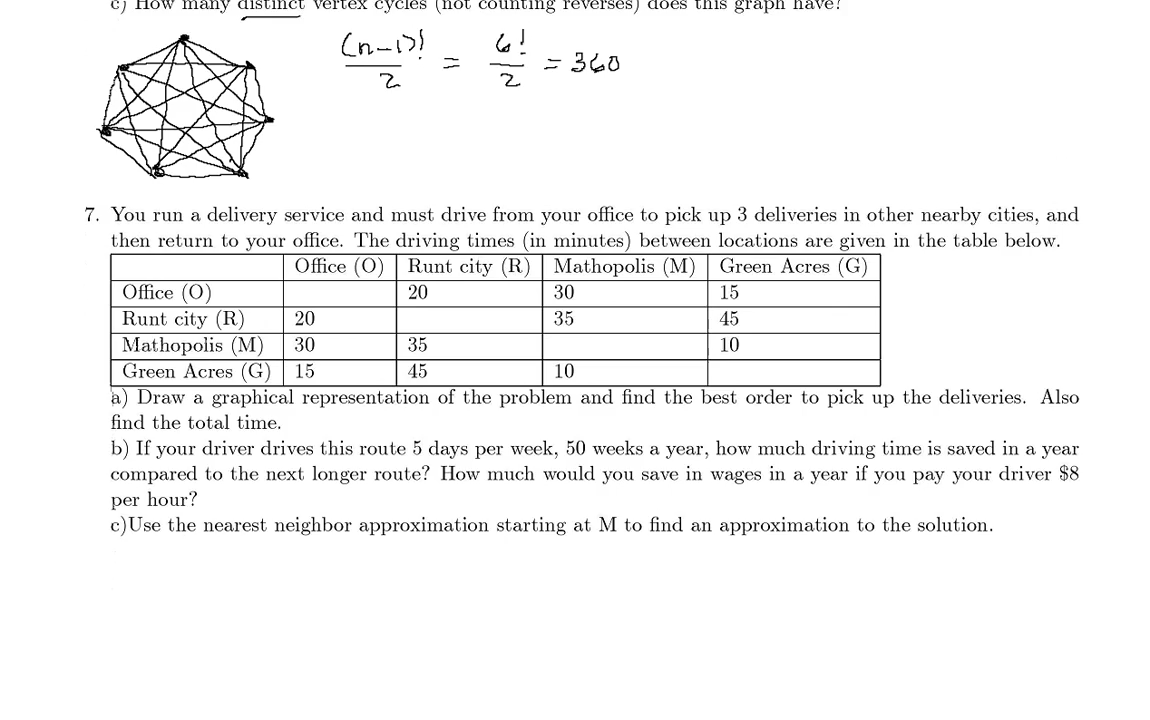 c) How many distinct vertex cycles (not counting reverses) does this graph have?
(n-1)!/2 = 6!/2 = 360
7. You run a delivery service and must drive from your office to pick up 3 deliveries in other nearby cities, and
then return to your office. The driving times (in minutes) between locations are given in the table below.
Office (O) Runt city (R) Mathopolis (M) Green Acres (G)
Office (O) 20 30 15
Runt city (R) 20 35 45
Mathopolis (M) 30 35 10
Green Acres (G) 15 45 10
a) Draw a graphical representation of the problem and find the best order to pick up the deliveries. Also
find the total time.
b) If your driver drives this route 5 days per week, 50 weeks a year, how much driving time is saved in a year
compared to the next longer route? How much would you save in wages in a year if you pay your driver $8
per hour?
c)Use the nearest neighbor approximation starting at M to find an approximation to the solution.